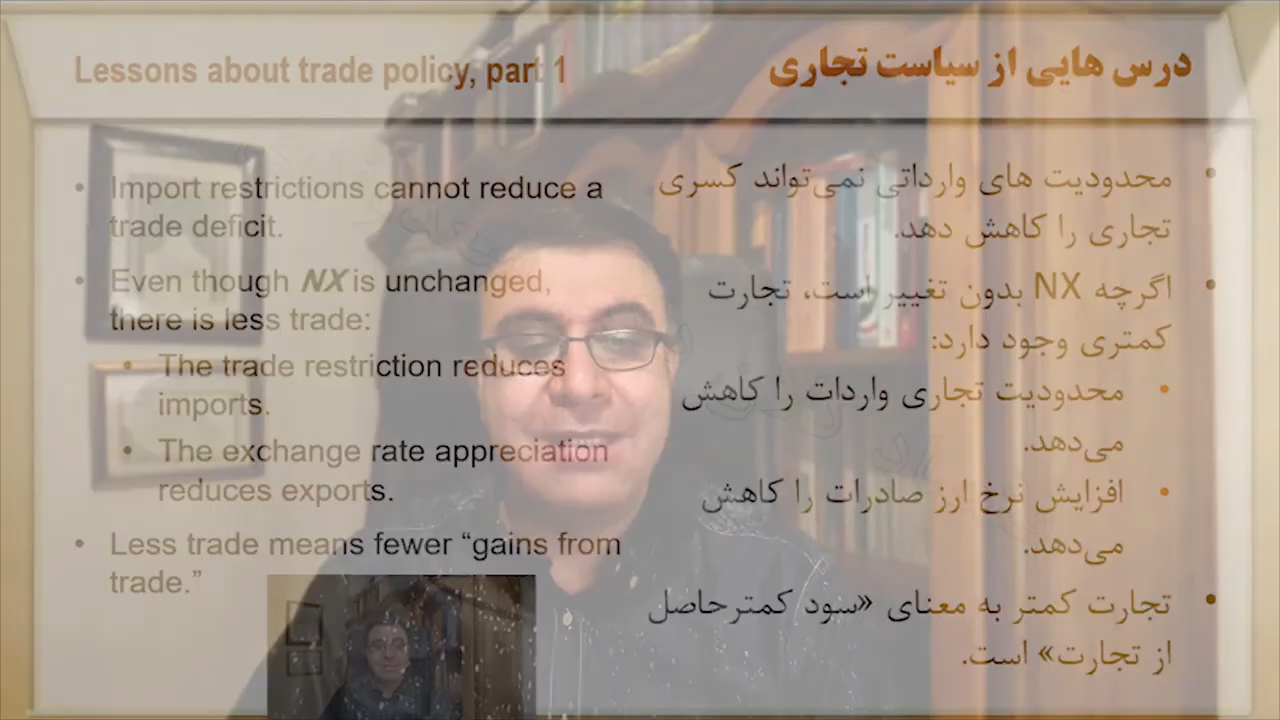 Lessons about trade policy, part 1
درس هایی از سیاست تجاری
• Import restrictions cannot reduce a
trade deficit.
• Even though NX is unchanged,
there is less trade:
• The trade restriction reduces
imports.
• The exchange rate appreciation
reduces exports.
• Less trade means fewer “gains from
trade.”
• محدودیت های وارداتی نمی‌تواند کسری
تجاری را کاهش دهد.
• اگرچه NX بدون تغییر است، تجارت
کمتری وجود دارد:
• محدودیت تجاری واردات را کاهش
می‌دهد.
• افزایش نرخ ارز صادرات را کاهش
می‌دهد.
• تجارت کمتر به معنای «سود کمترحاصل
از تجارت» است.